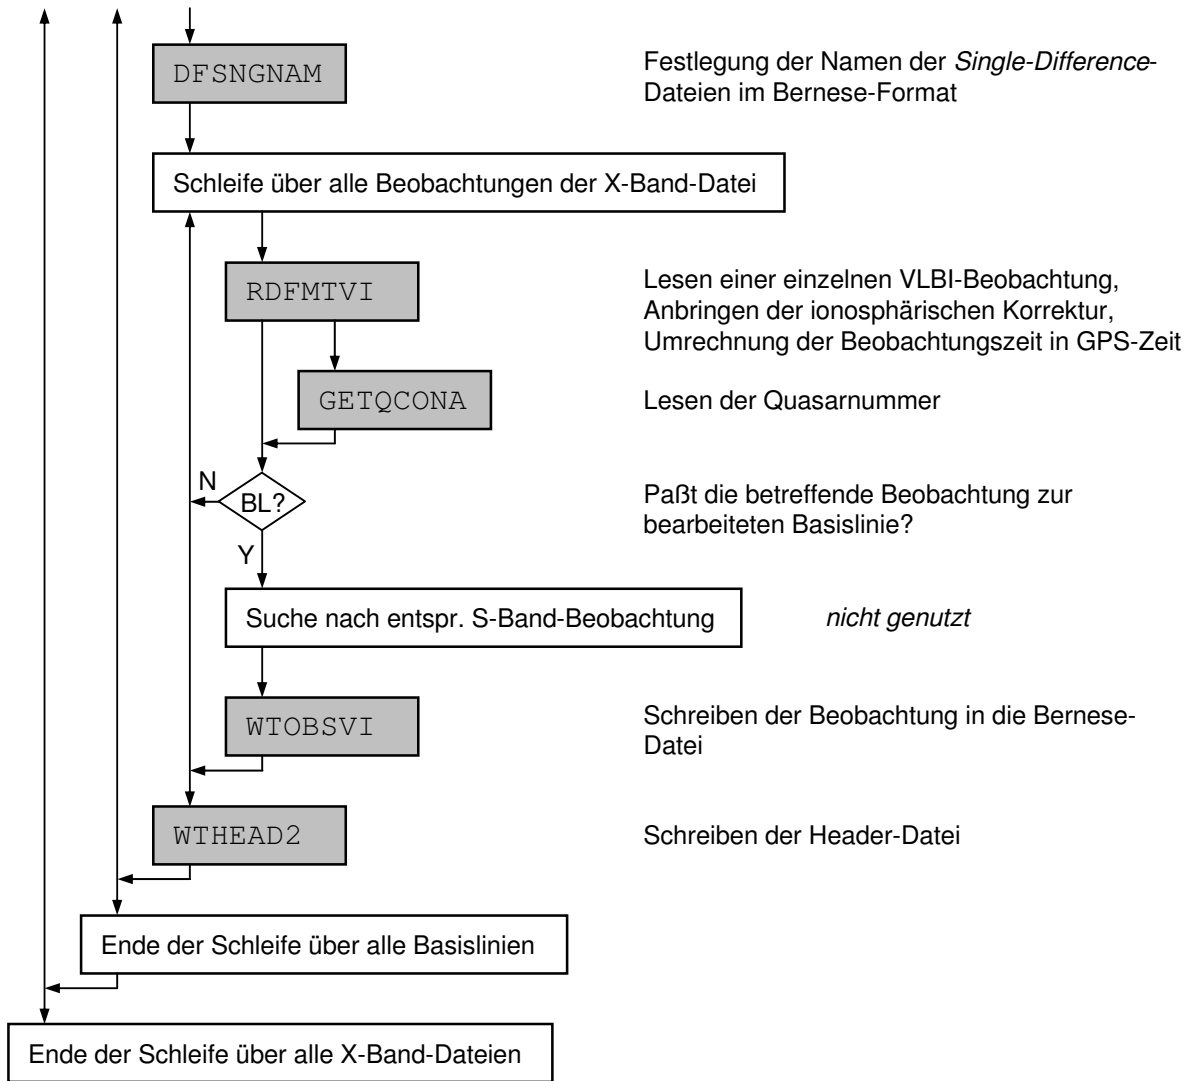 DFSNGNAM
Festlegung der Namen der Single-Difference-
Dateien im Bernese-Format
Schleife über alle Beobachtungen der X-Band-Datei
RDFMTVI
Lesen einer einzelnen VLBI-Beobachtung,
Anbringen der ionosphärischen Korrektur,
Umrechnung der Beobachtungszeit in GPS-Zeit
GETQCONA
Lesen der Quasarnummer
N
BL?
Paßt die betreffende Beobachtung zur
bearbeiteten Basislinie?
Y
Suche nach entspr. S-Band-Beobachtung
nicht genutzt
WTOBSVI
Schreiben der Beobachtung in die Bernese-
Datei
WTHEAD2
Schreiben der Header-Datei
Ende der Schleife über alle Basislinien
Ende der Schleife über alle X-Band-Dateien